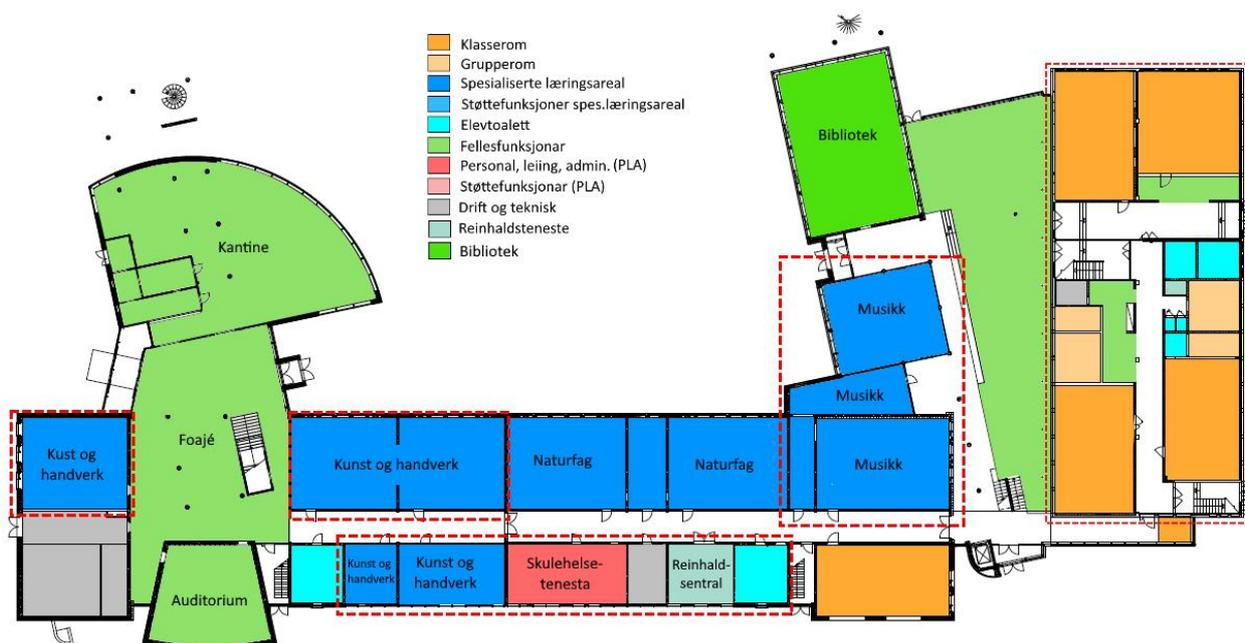 Klasserom
Grupperom
Spesialiserte læringsareal
Støttefunksjoner spes.læringsareal
Elevtoalett
Fellesfunksjonar
Personal, leiing, admin. (PLA)
Støttefunksjonar (PLA)
Drift og teknisk
Reinhaldsteneste
Bibliotek
Bibliotek
Kantine
Musikk
Musikk
Foajé
Kust og
handverk
Kunst og handverk
Naturfag
Naturfag
Musikk
Kunst og
handverk
Kunst og
handverk
Skulehelse-
tenesta
Reinhald-
sentral
Auditorium